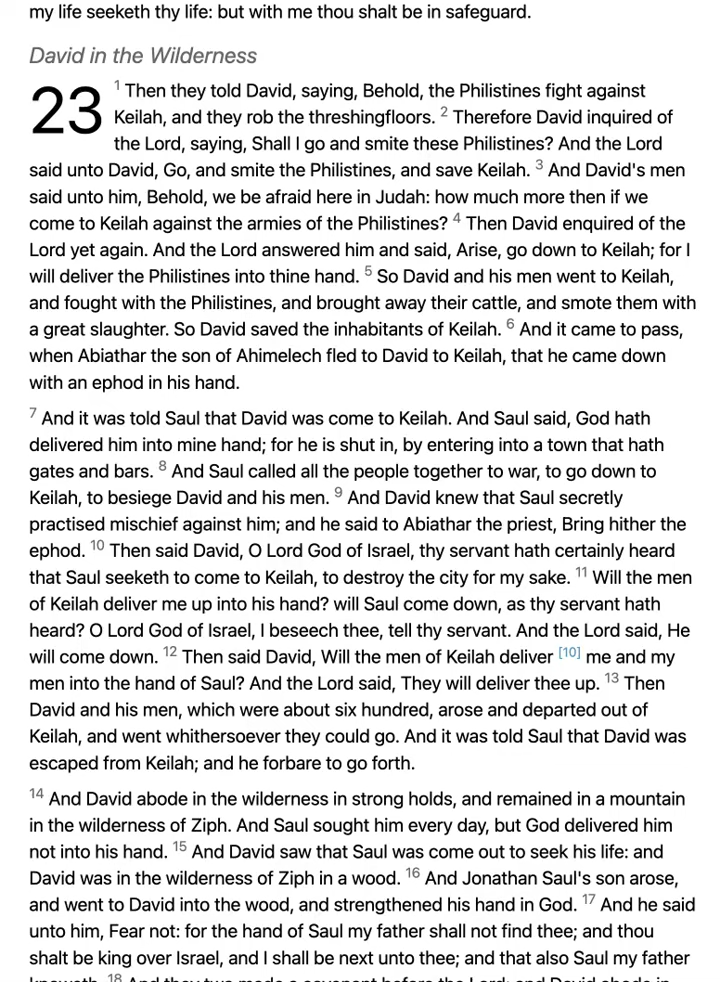 my life seeketh thy life: but with me thou shalt be in safeguard.
David in the Wilderness
23 1 Then they told David, saying, Behold, the Philistines fight against
Keilah, and they rob the threshingfloors. 2 Therefore David inquired of
the Lord, saying, Shall I go and smite these Philistines? And the Lord
said unto David, Go, and smite the Philistines, and save Keilah. 3 And David's men
said unto him, Behold, we be afraid here in Judah: how much more then if we
come to Keilah against the armies of the Philistines? 4 Then David enquired of the
Lord yet again. And the Lord answered him and said, Arise, go down to Keilah; for I
will deliver the Philistines into thine hand. 5 So David and his men went to Keilah,
and fought with the Philistines, and brought away their cattle, and smote them with
a great slaughter. So David saved the inhabitants of Keilah. 6 And it came to pass,
when Abiathar the son of Ahimelech fled to David to Keilah, that he came down
with an ephod in his hand.
7 And it was told Saul that David was come to Keilah. And Saul said, God hath
delivered him into mine hand; for he is shut in, by entering into a town that hath
gates and bars. 8 And Saul called all the people together to war, to go down to
Keilah, to besiege David and his men. 9 And David knew that Saul secretly
practised mischief against him; and he said to Abiathar the priest, Bring hither the
ephod. 10 Then said David, O Lord God of Israel, thy servant hath certainly heard
that Saul seeketh to come to Keilah, to destroy the city for my sake. 11 Will the men
of Keilah deliver me up into his hand? will Saul come down, as thy servant hath
heard? O Lord God of Israel, I beseech thee, tell thy servant. And the Lord said, He
will come down. 12 Then said David, Will the men of Keilah deliver [10] me and my
men into the hand of Saul? And the Lord said, They will deliver thee up. 13 Then
David and his men, which were about six hundred, arose and departed out of
Keilah, and went whithersoever they could go. And it was told Saul that David was
escaped from Keilah; and he forbare to go forth.
14 And David abode in the wilderness in strong holds, and remained in a mountain
in the wilderness of Ziph. And Saul sought him every day, but God delivered him
not into his hand. 15 And David saw that Saul was come out to seek his life: and
David was in the wilderness of Ziph in a wood. 16 And Jonathan Saul's son arose,
and went to David into the wood, and strengthened his hand in God. 17 And he said
unto him, Fear not: for the hand of Saul my father shall not find thee; and thou
shalt be king over Israel, and I shall be next unto thee; and that also Saul my father
knoweth. 18 And they two made a covenant before the Lord: and David abode in